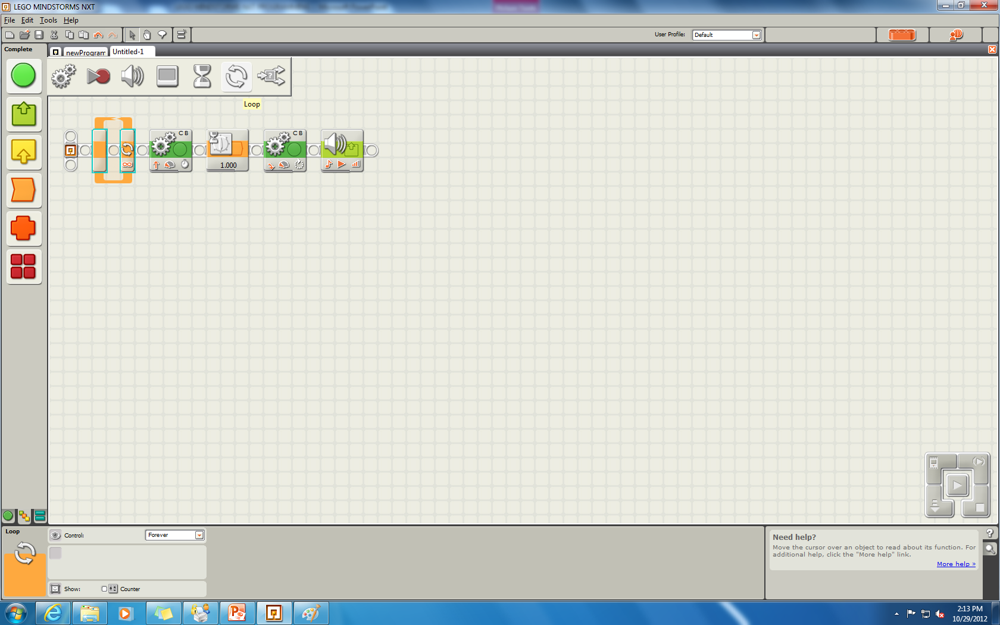 LEGO MINDSTORMS NXT
File Edit Tools Help
User Profile: Default
Complete
newProgram Untitled-1
Loop
C B
C B
1.000
Loop
Control: Forever
Show: Counter
Need help?
Move the cursor over an object to read about its function. For
additional help, click the "More help" link.
More help »
2:13 PM
10/29/2012